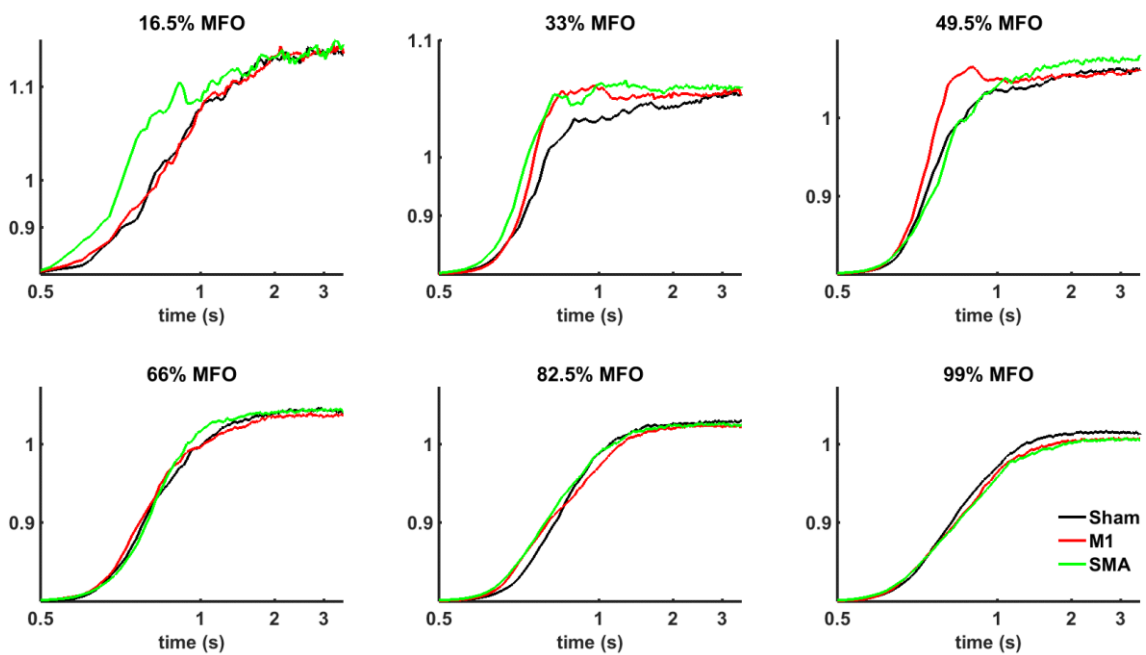 16.5% MFO
33% MFO
49.5% MFO
1.1
1
0.9
1.1
1
0.9
1
0.9
0.5 1 2 3
0.5 1 2 3
0.5 1 2 3
time (s)
time (s)
time (s)
66% MFO
82.5% MFO
99% MFO
1
0.9
1
0.9
1
0.9
Sham
M1
SMA
0.5 1 2 3
0.5 1 2 3
0.5 1 2 3
time (s)
time (s)
time (s)